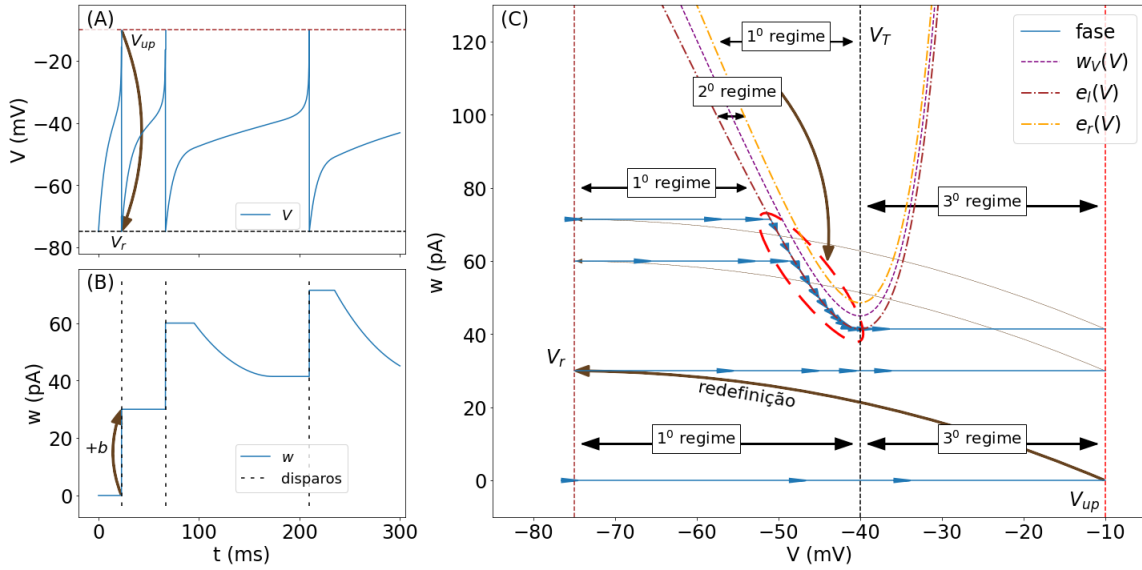 (A)
V_up
V_r
V
−20
−40
−60
−80
V (mV)
(B)
+b
w
disparos
60
40
20
0
w (pA)
0
100
200
300
t (ms)
(C)
1⁰ regime
V_T
2⁰ regime
1⁰ regime
3⁰ regime
V_r
redefinição
1⁰ regime
3⁰ regime
V_up
fase
w_V(V)
e_l(V)
e_r(V)
120
100
80
60
40
20
0
w (pA)
−80
−70
−60
−50
−40
−30
−20
−10
V (mV)